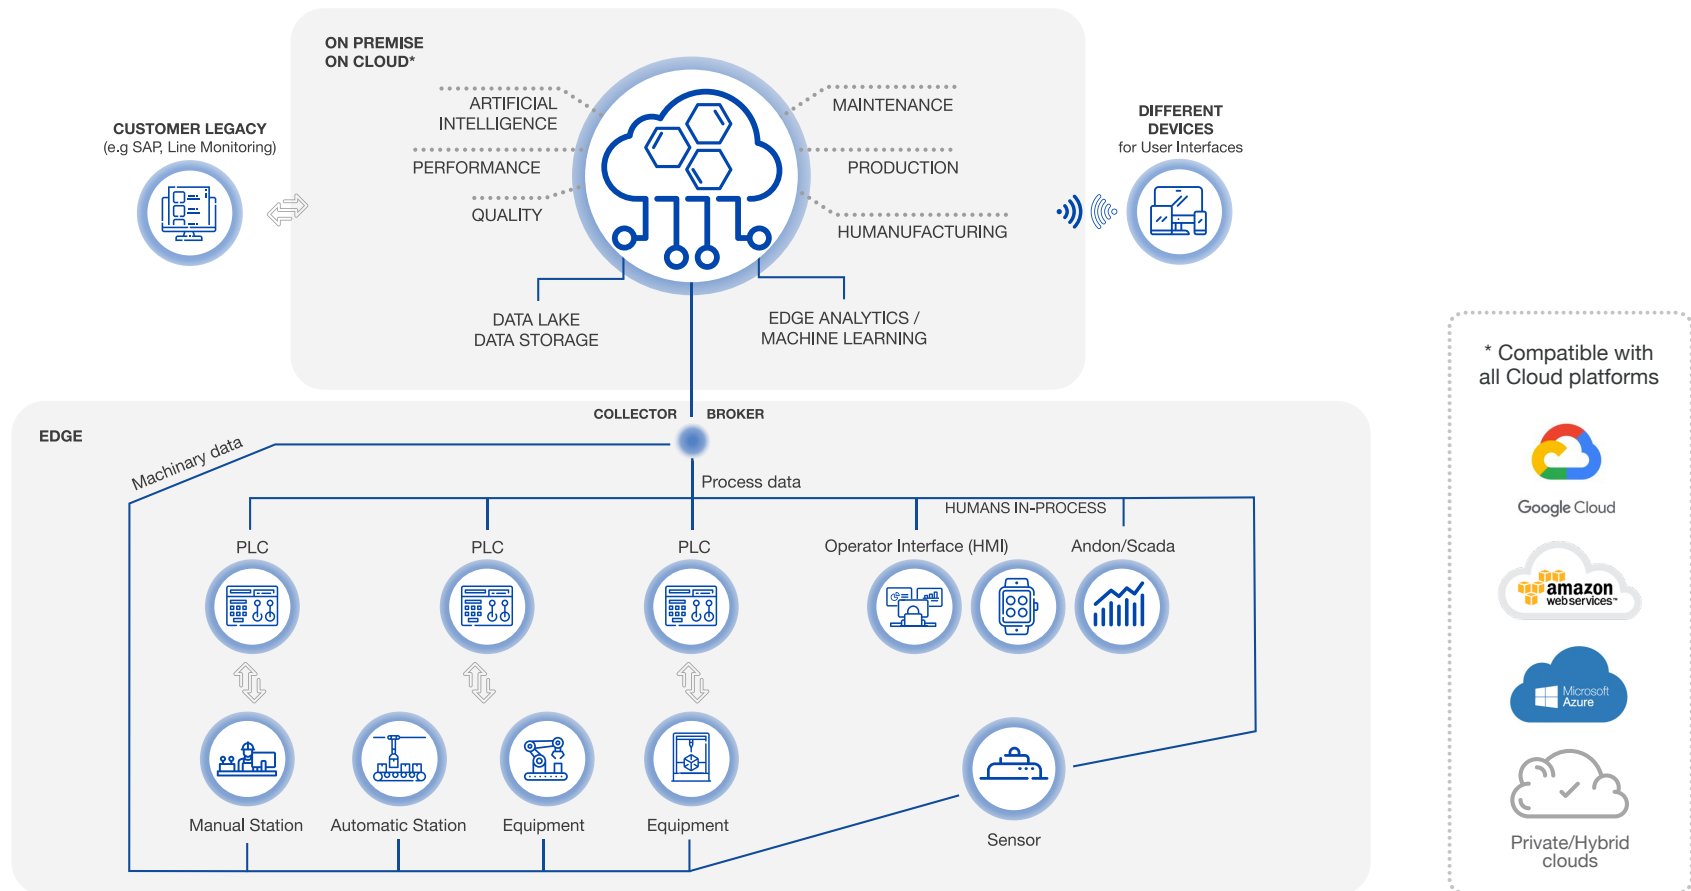 ON PREMISE
ON CLOUD*
ARTIFICIAL
INTELLIGENCE
PERFORMANCE
QUALITY
MAINTENANCE
PRODUCTION
HUMANUFACTURING
CUSTOMER LEGACY
(e.g SAP, Line Monitoring)
DIFFERENT
DEVICES
for User Interfaces
DATA LAKE
DATA STORAGE
EDGE ANALYTICS /
MACHINE LEARNING
EDGE
COLLECTOR
BROKER
Machinary data
Process data
HUMANS IN-PROCESS
PLC
PLC
PLC
Operator Interface (HMI)
Andon/Scada
Manual Station
Automatic Station
Equipment
Equipment
Sensor
* Compatible with
all Cloud platforms
Google Cloud
amazon
web services™
Microsoft
Azure
Private/Hybrid
clouds